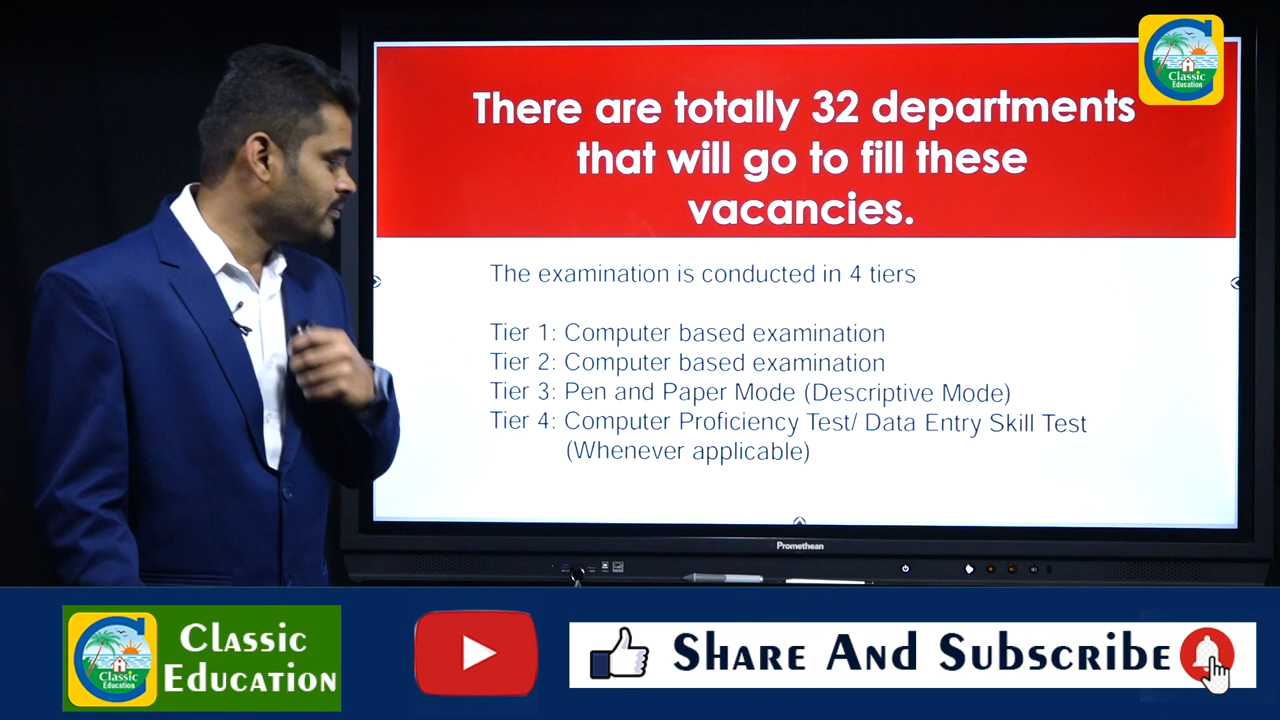 There are totally 32 departments
that will go to fill these
vacancies.
Classic
Education
The examination is conducted in 4 tiers
Tier 1: Computer based examination
Tier 2: Computer based examination
Tier 3: Pen and Paper Mode (Descriptive Mode)
Tier 4: Computer Proficiency Test/ Data Entry Skill Test
(Whenever applicable)
Promethean
Classic
Education
Classic
Education
Share And Subscribe